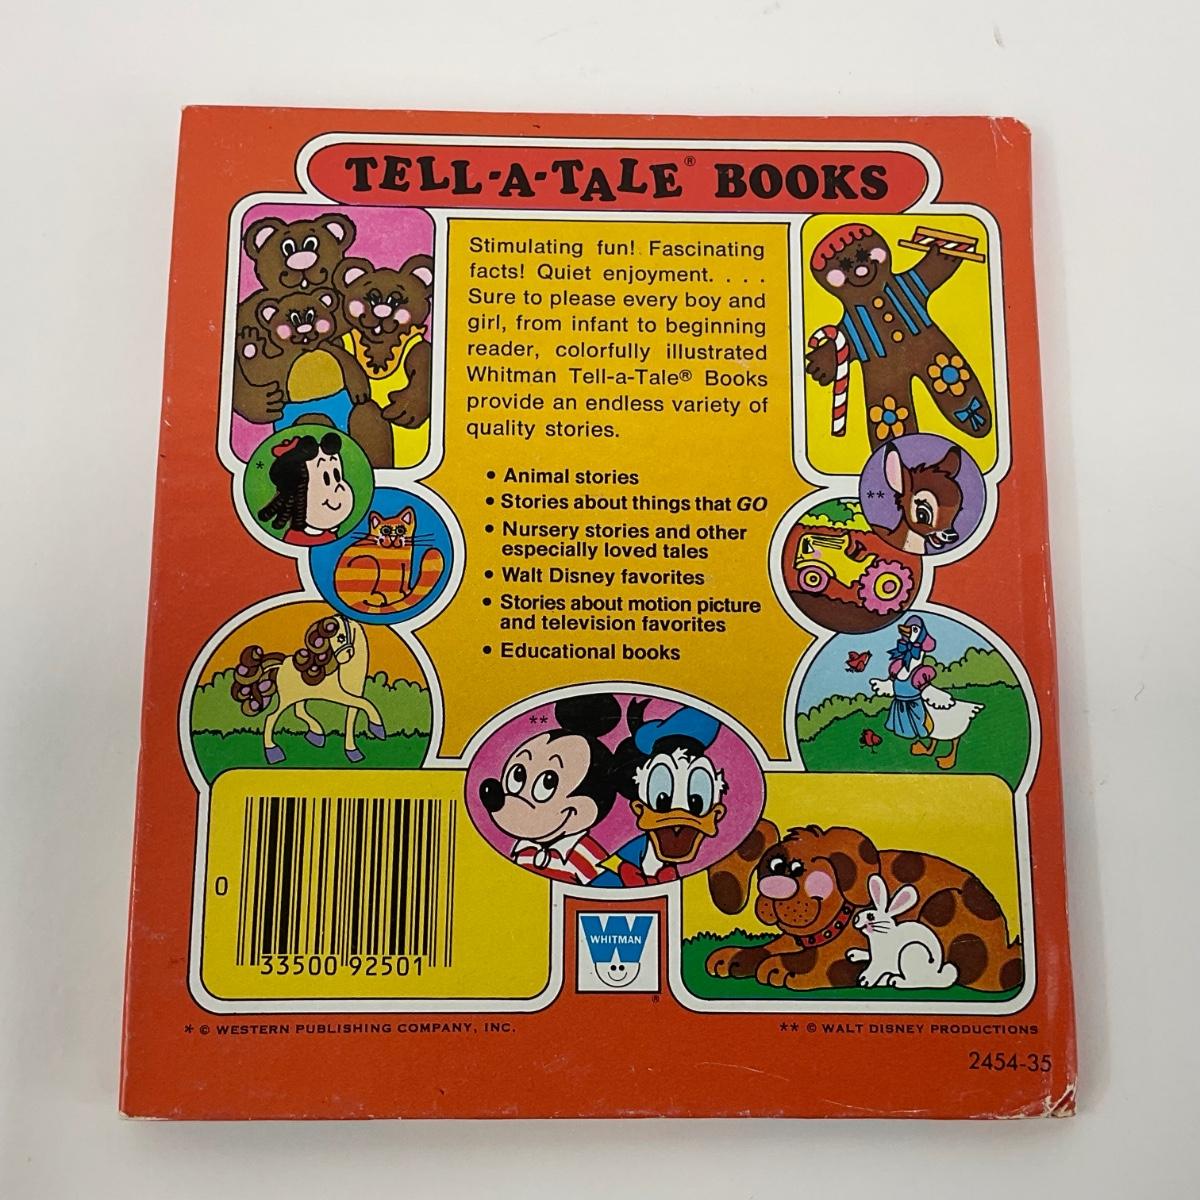 TELL-A-TALE® BOOKS
Stimulating fun! Fascinating
facts! Quiet enjoyment. . . .
Sure to please every boy and
girl, from infant to beginning
reader, colorfully illustrated
Whitman Tell-a-Tale® Books
provide an endless variety of
quality stories.
• Animal stories
• Stories about things that GO
• Nursery stories and other
especially loved tales
• Walt Disney favorites
• Stories about motion picture
and television favorites
• Educational books
*
**
**
0
33500 92501
W
WHITMAN
®
* © WESTERN PUBLISHING COMPANY, INC.
** © WALT DISNEY PRODUCTIONS
2454-35